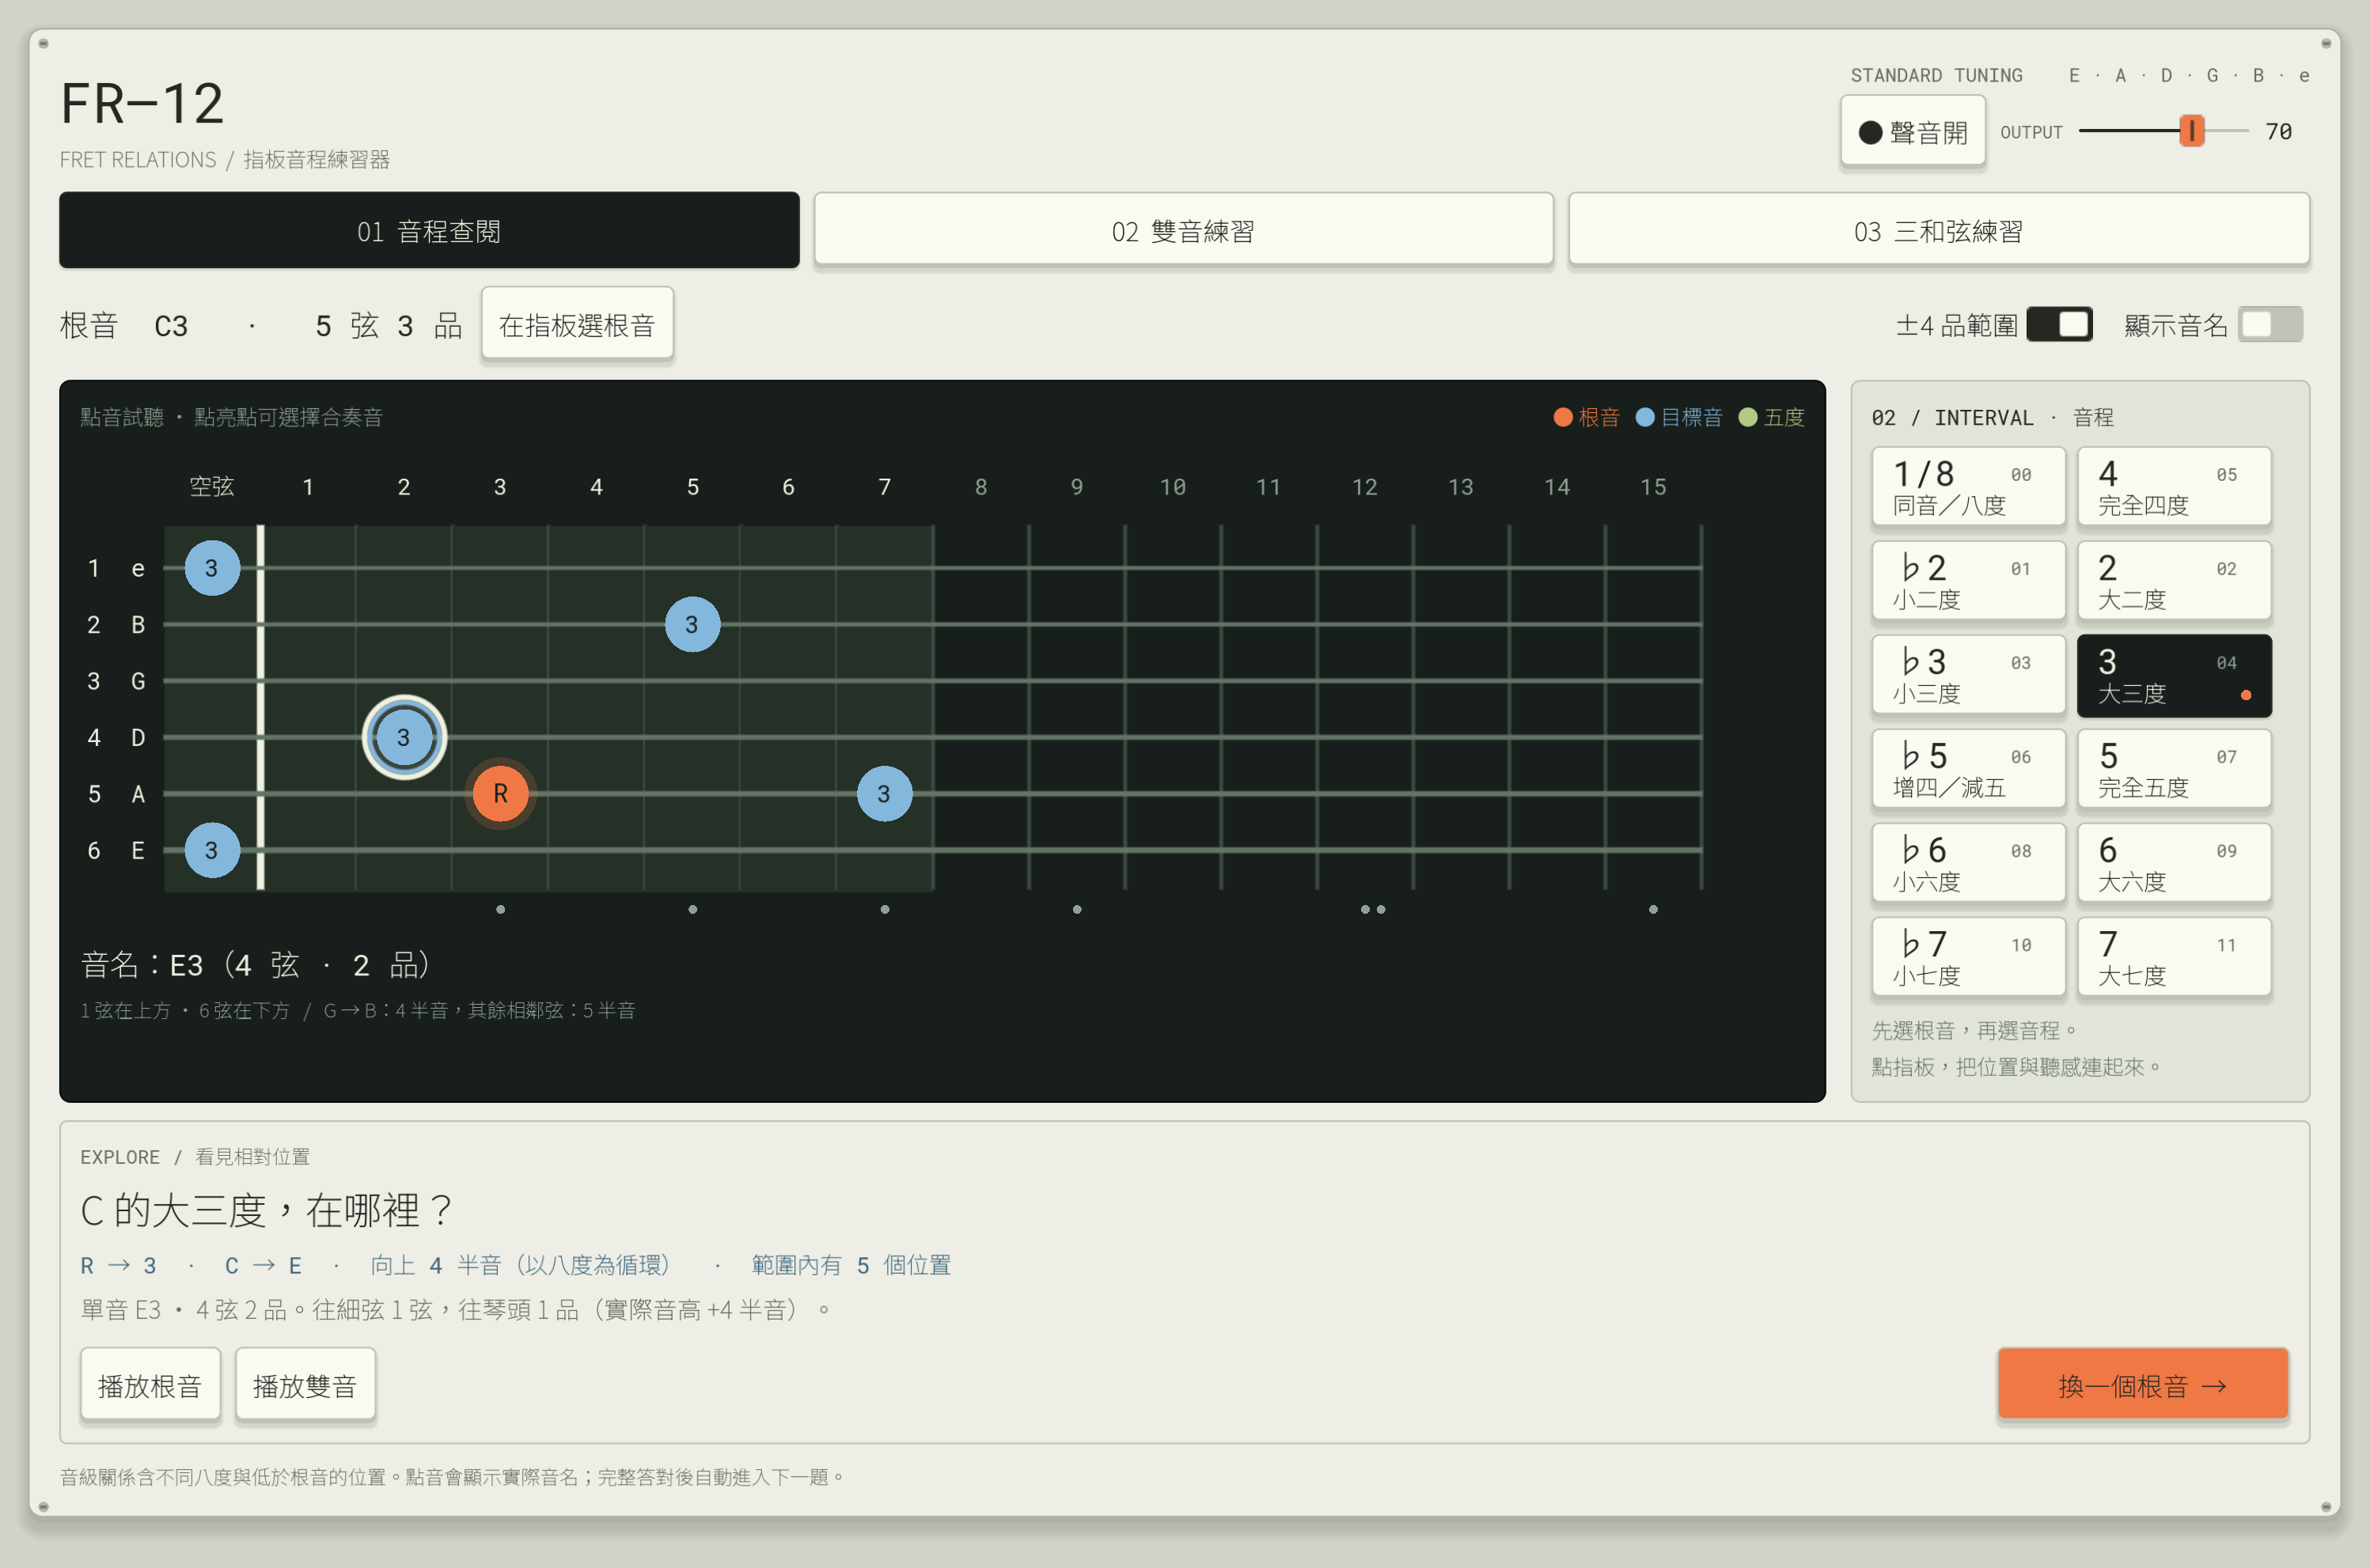 FR—12
FRET RELATIONS / 指板音程練習器
STANDARD TUNING E · A · D · G · B · e
聲音開 OUTPUT 70
01 音程查閱
02 雙音練習
03 三和弦練習
根音 C3 · 5 弦 3 品 在指板選根音
±4 品範圍 顯示音名
點音試聽 · 點亮點可選擇合奏音
根音 目標音 五度
空弦 1 2 3 4 5 6 7 8 9 10 11 12 13 14 15
1 e 3
2 B 3
3 G
4 D 3
5 A R 3
6 E 3
音名：E3（4 弦 · 2 品）
1 弦在上方 · 6 弦在下方 / G→B：4 半音，其餘相鄰弦：5 半音
02 / INTERVAL · 音程
1/8 00
同音／八度
4 05
完全四度
♭2 01
小二度
2 02
大二度
♭3 03
小三度
3 04
大三度
♭5 06
增四／減五
5 07
完全五度
♭6 08
小六度
6 09
大六度
♭7 10
小七度
7 11
大七度
先選根音，再選音程。
點指板，把位置與聽感連起來。
EXPLORE / 看見相對位置
C 的大三度，在哪裡？
R → 3 · C → E · 向上 4 半音（以八度為循環） · 範圍內有 5 個位置
單音 E3 · 4 弦 2 品。往細弦 1 弦，往琴頭 1 品（實際音高 +4 半音）。
播放根音
播放雙音
換一個根音 →
音級關係含不同八度與低於根音的位置。點音會顯示實際音名；完整答對後自動進入下一題。